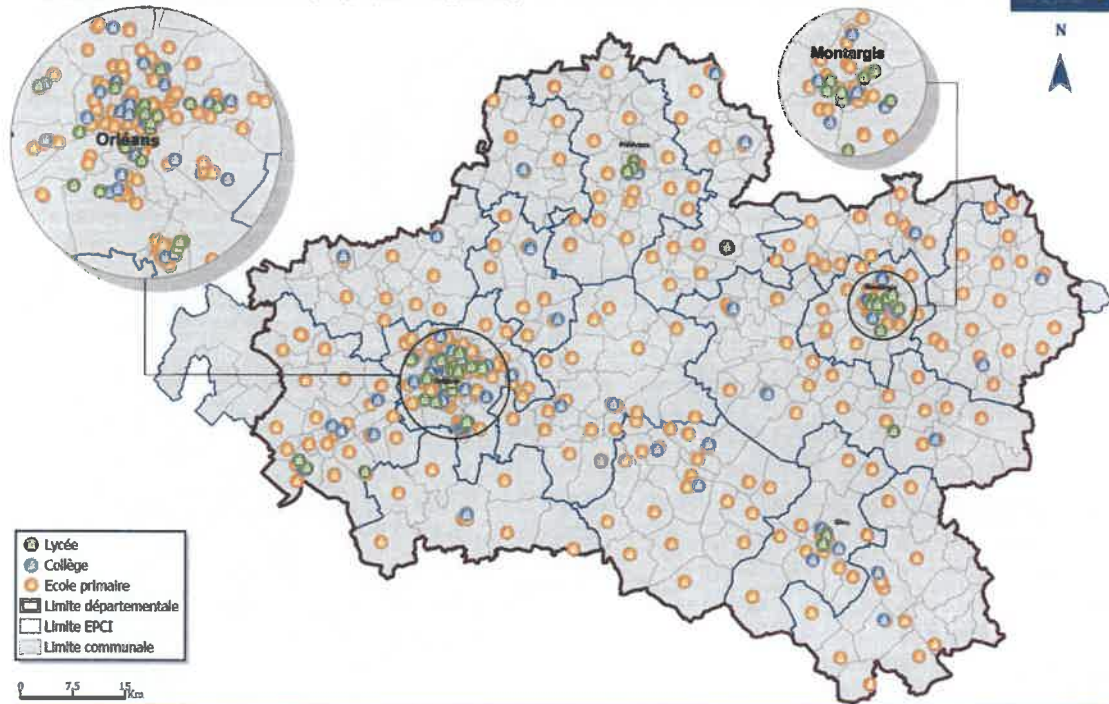 N
Montargis
Orléans
Lycée
Collège
Ecole primaire
Limite départementale
Limite EPCI
Limite communale
0 7,5 15
Km